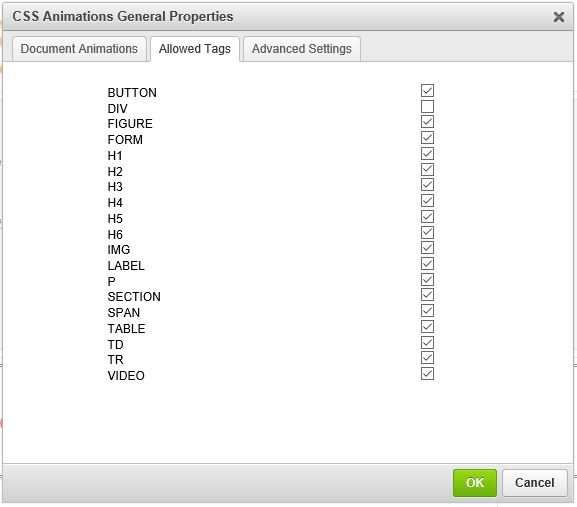 CSS Animations General Properties
Document Animations
Allowed Tags
Advanced Settings
BUTTON
DIV
FIGURE
FORM
H1
H2
H3
H4
H5
H6
IMG
LABEL
P
SECTION
SPAN
TABLE
TD
TR
VIDEO
OK
Cancel